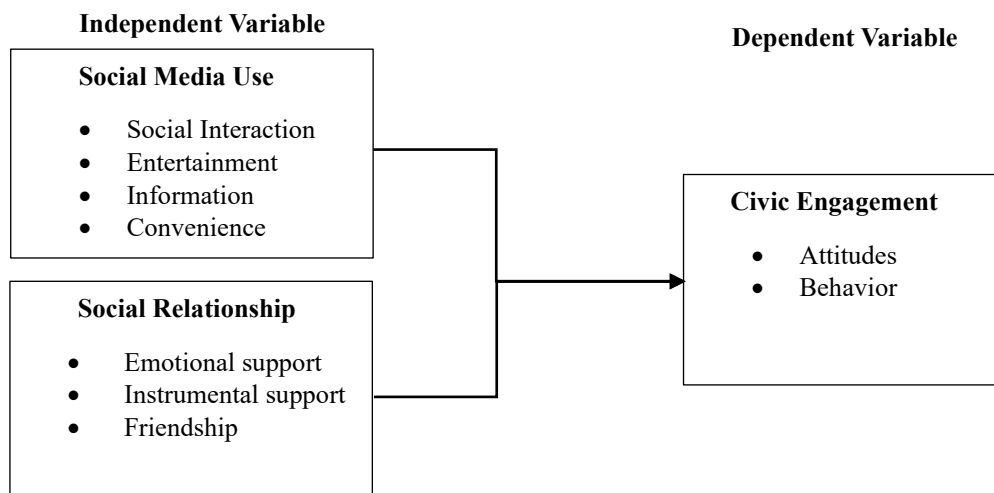 Independent Variable
Social Media Use
• Social Interaction
• Entertainment
• Information
• Convenience
Social Relationship
• Emotional support
• Instrumental support
• Friendship
Dependent Variable
Civic Engagement
• Attitudes
• Behavior